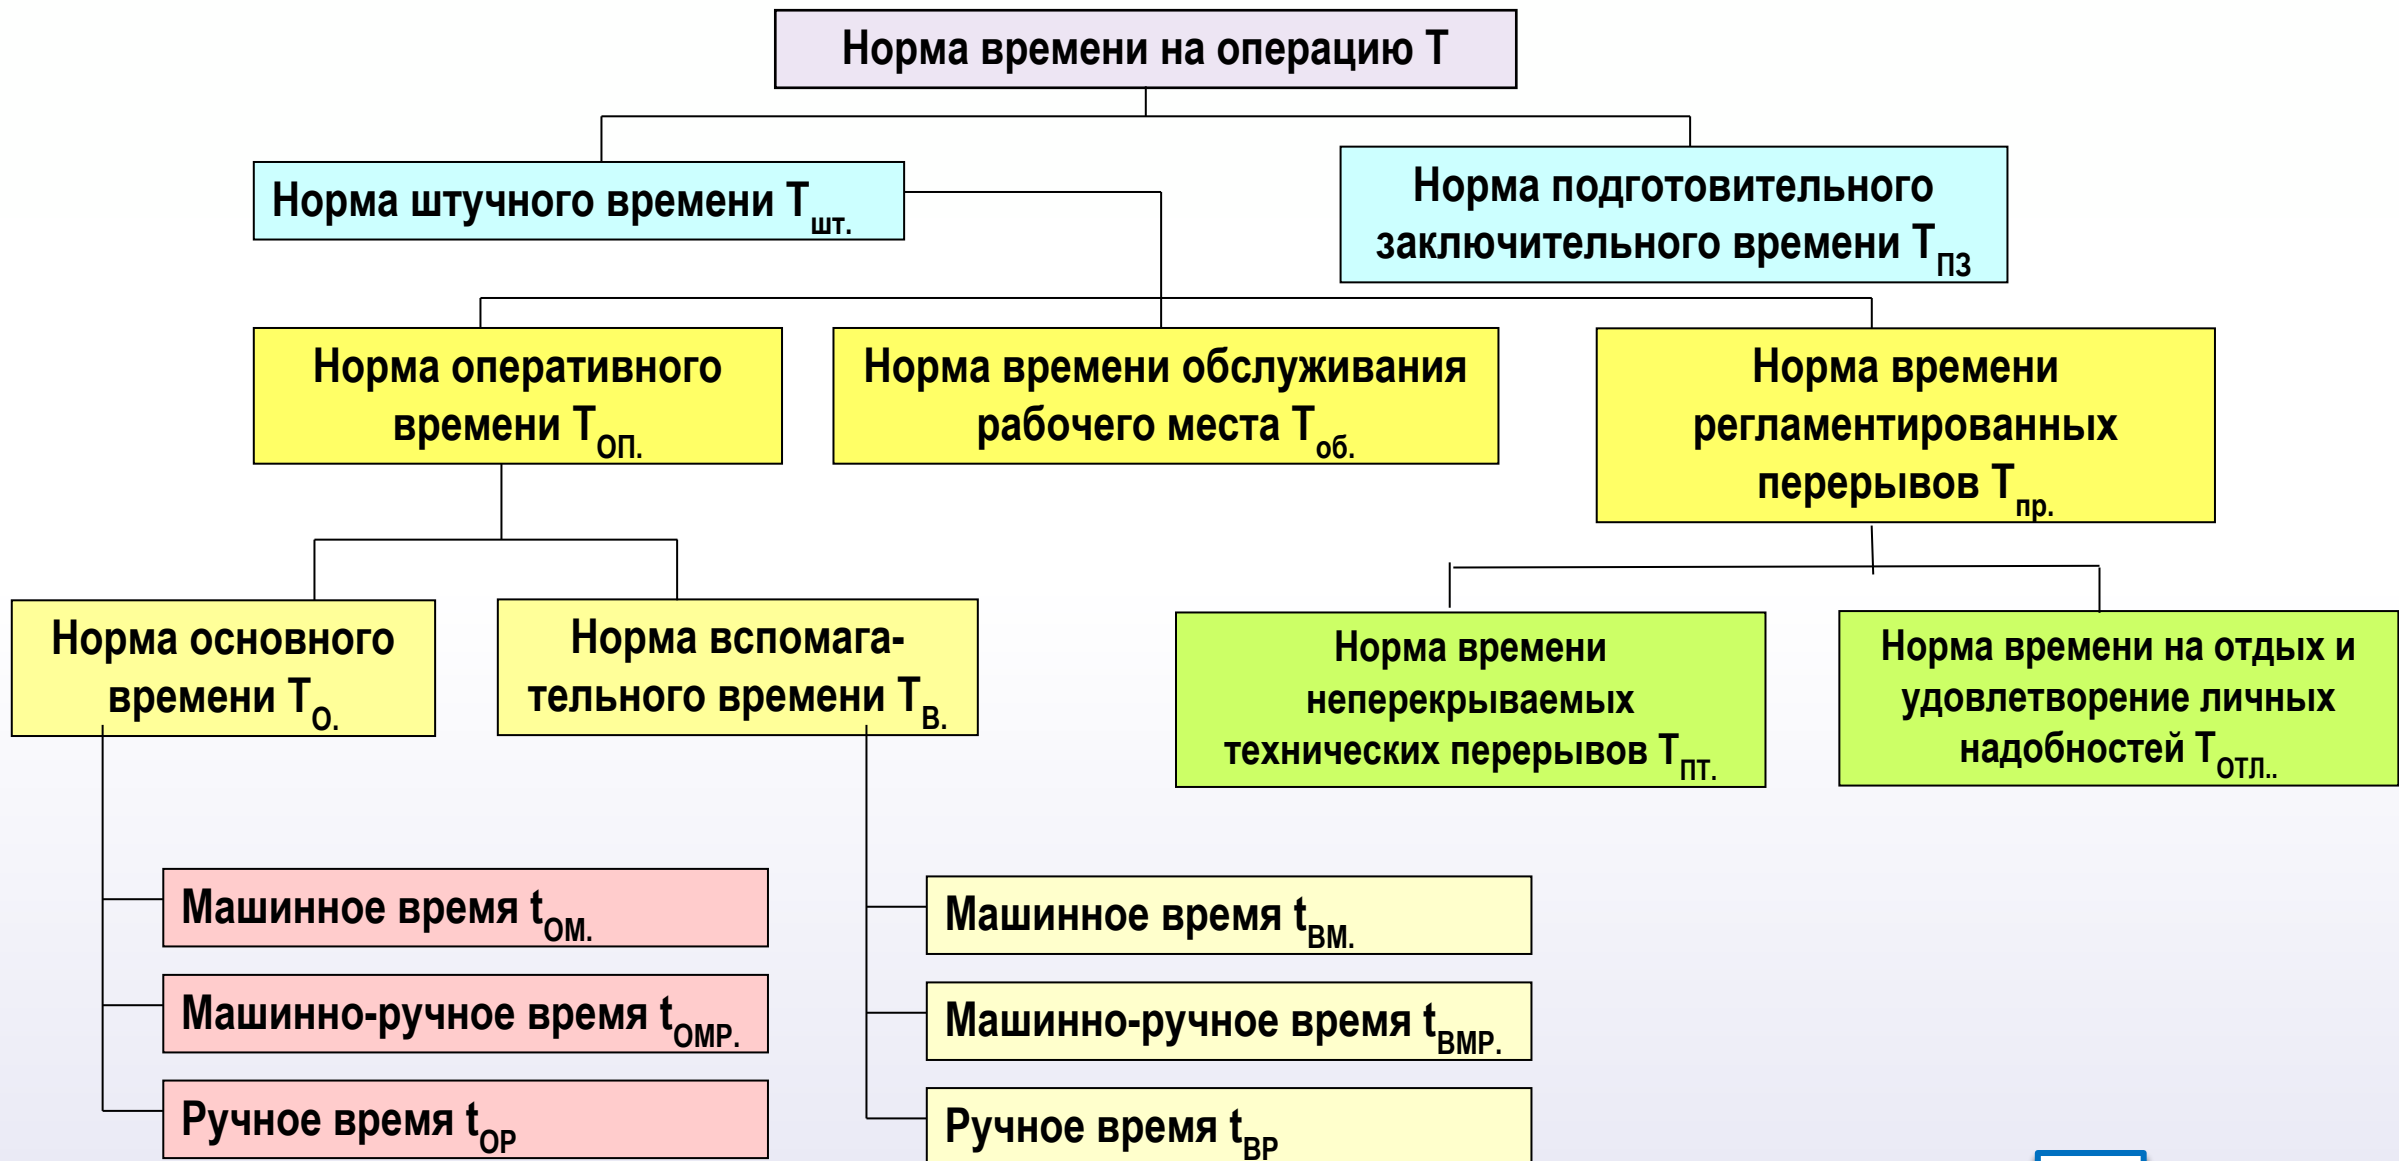 Норма времени на операцию Т
Норма штучного времени Тшт.
Норма подготовительного
заключительного времени ТПЗ
Норма оперативного
времени ТОП.
Норма времени обслуживания
рабочего места Тоб.
Норма времени
регламентированных
перерывов Тпр.
Норма основного
времени ТО.
Норма вспомага-
тельного времени ТВ.
Норма времени
неперекрываемых
технических перерывов ТПТ.
Норма времени на отдых и
удовлетворение личных
надобностей ТОТЛ..
Машинное время tОМ.
Машинно-ручное время tОМР.
Ручное время tОР
Машинное время tВМ.
Машинно-ручное время tВМР.
Ручное время tВР